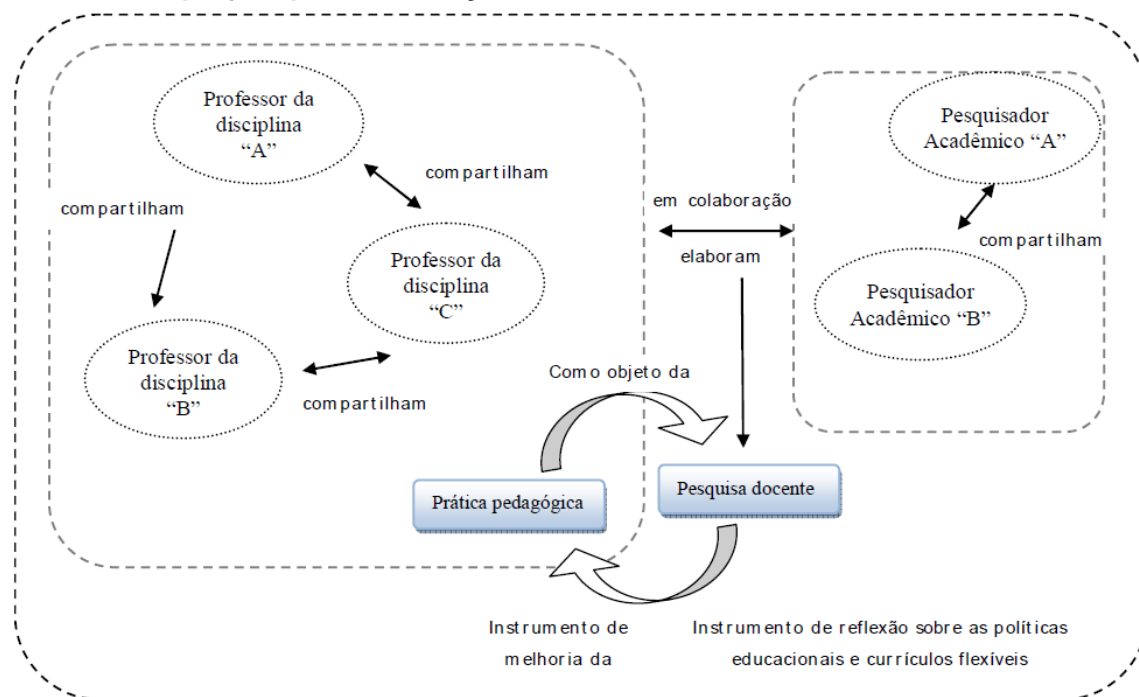 Professor da
disciplina
“A”
compartilham
compartilham
Professor da
disciplina
“C”
Professor da
disciplina
“B”
compartilham
em colaboração
elaboram
Pesquisador
Acadêmico “A”
compartilham
Pesquisador
Acadêmico “B”
Como objeto da
Prática pedagógica
Pesquisa docente
Instrumento de
melhoria da
Instrumento de reflexão sobre as políticas
educacionais e currículos flexíveis